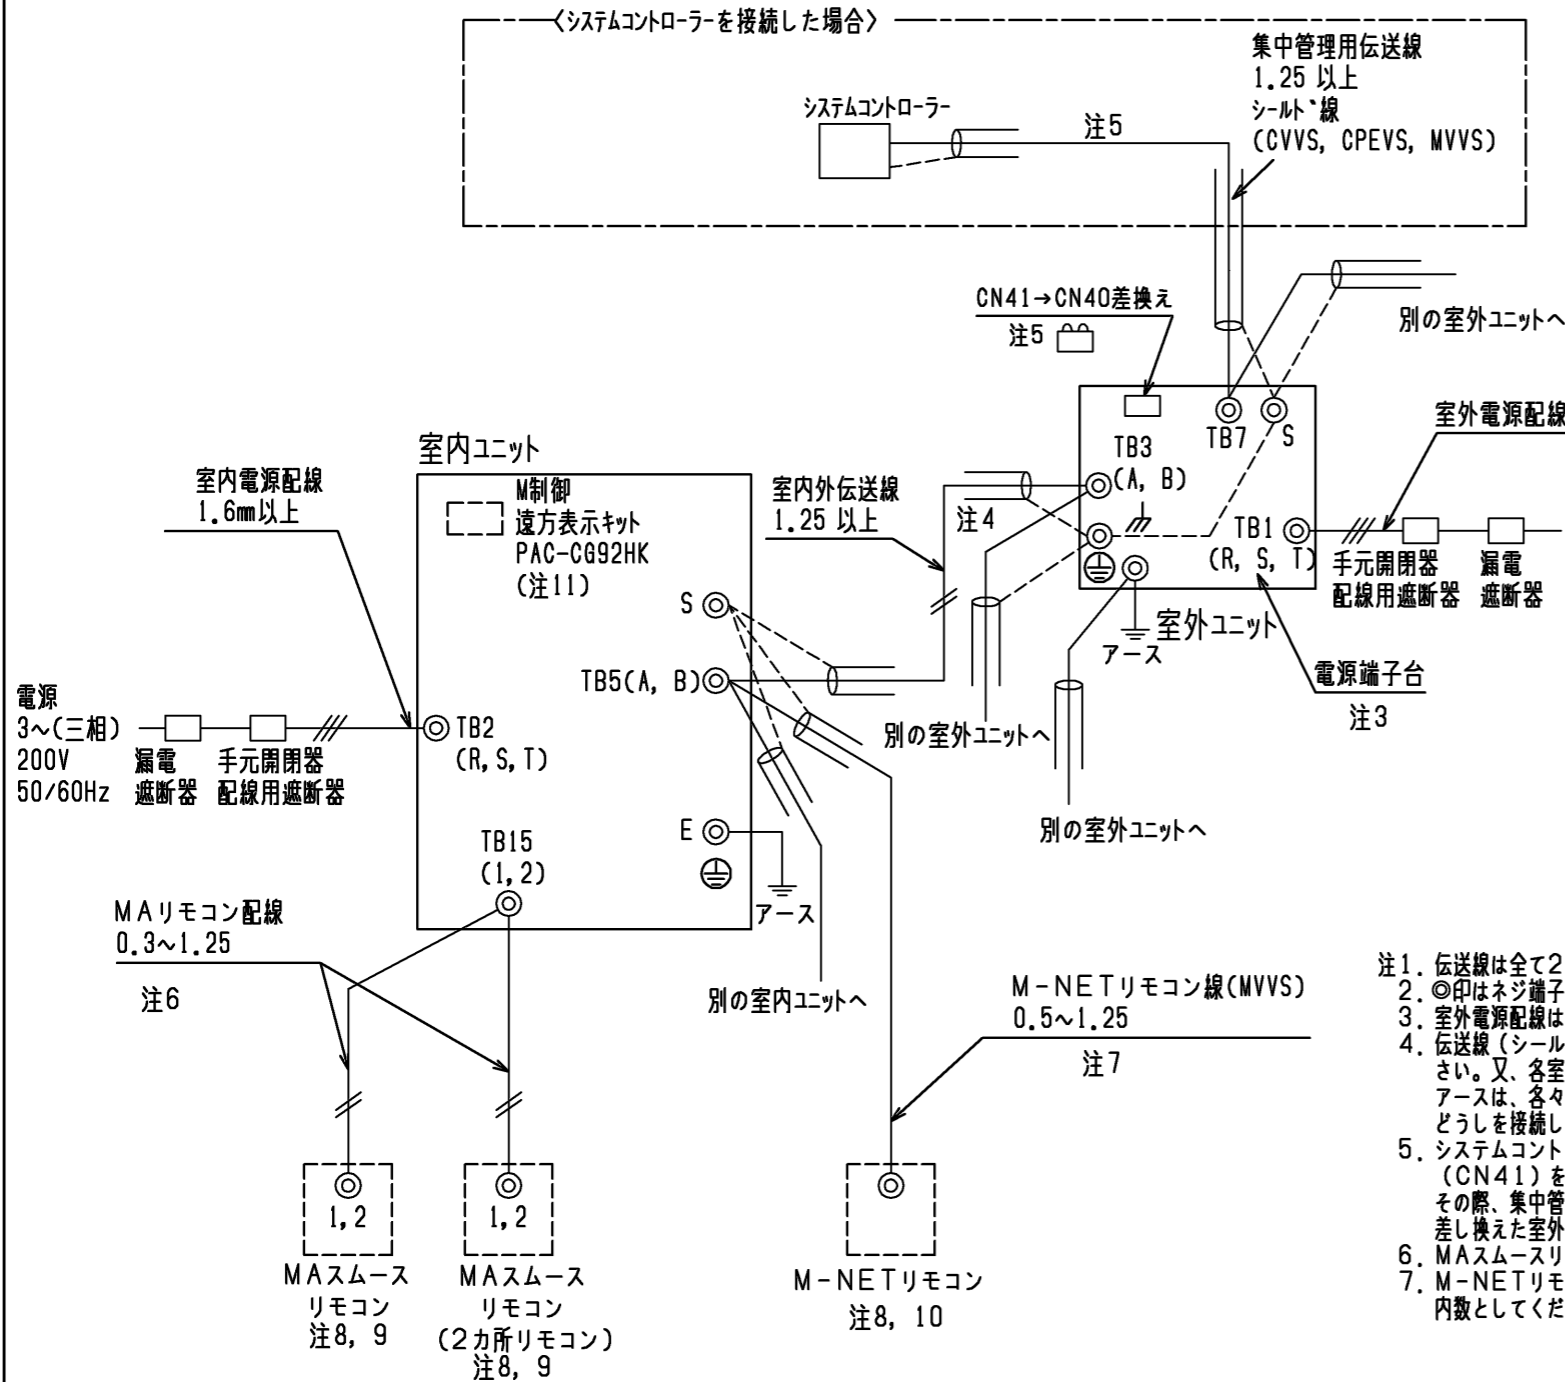 〈システムコントローラーを接続した場合〉
集中管理用伝送線
1.25 以上
シールド線
(CVVS, CPEVS, MVVS)
システムコントローラー
注5
CN41→CN40差換え
注5
別の室外ユニットへ
室外電源配線
TB7
S
TB3
(A, B)
TB1
(R, S, T)
手元開閉器
配線用遮断器
漏電
遮断器
室外ユニット
アース
電源端子台
注3
室内外伝送線
1.25 以上
注4
別の室外ユニットへ
別の室外ユニットへ
室内ユニット
M制御
遠方表示キット
PAC-CG92HK
(注11)
室内電源配線
1.6mm以上
S
TB5(A, B)
電源
3~(三相)
200V
50/60Hz
漏電
遮断器
手元開閉器
配線用遮断器
TB2
(R,S,T)
E
アース
TB15
(1,2)
MAリモコン配線
0.3~1.25
注6
別の室内ユニットへ
M-NETリモコン線(MVVS)
0.5~1.25
注7
1,2
MAスムース
リモコン
注8, 9
1,2
MAスムース
リモコン
(2カ所リモコン)
注8, 9
M-NETリモコン
注8, 10
注1. 伝送線は全て2
2. ◎印はネジ端子
3. 室外電源配線は
4. 伝送線(シール
さい。又、各室
アースは、各々
どうしを接続し
5. システムコント
(CN41)を
その際、集中管
差し換えた室外
6. MAスムースリ
7. M-NETリモ
内数としてくだ